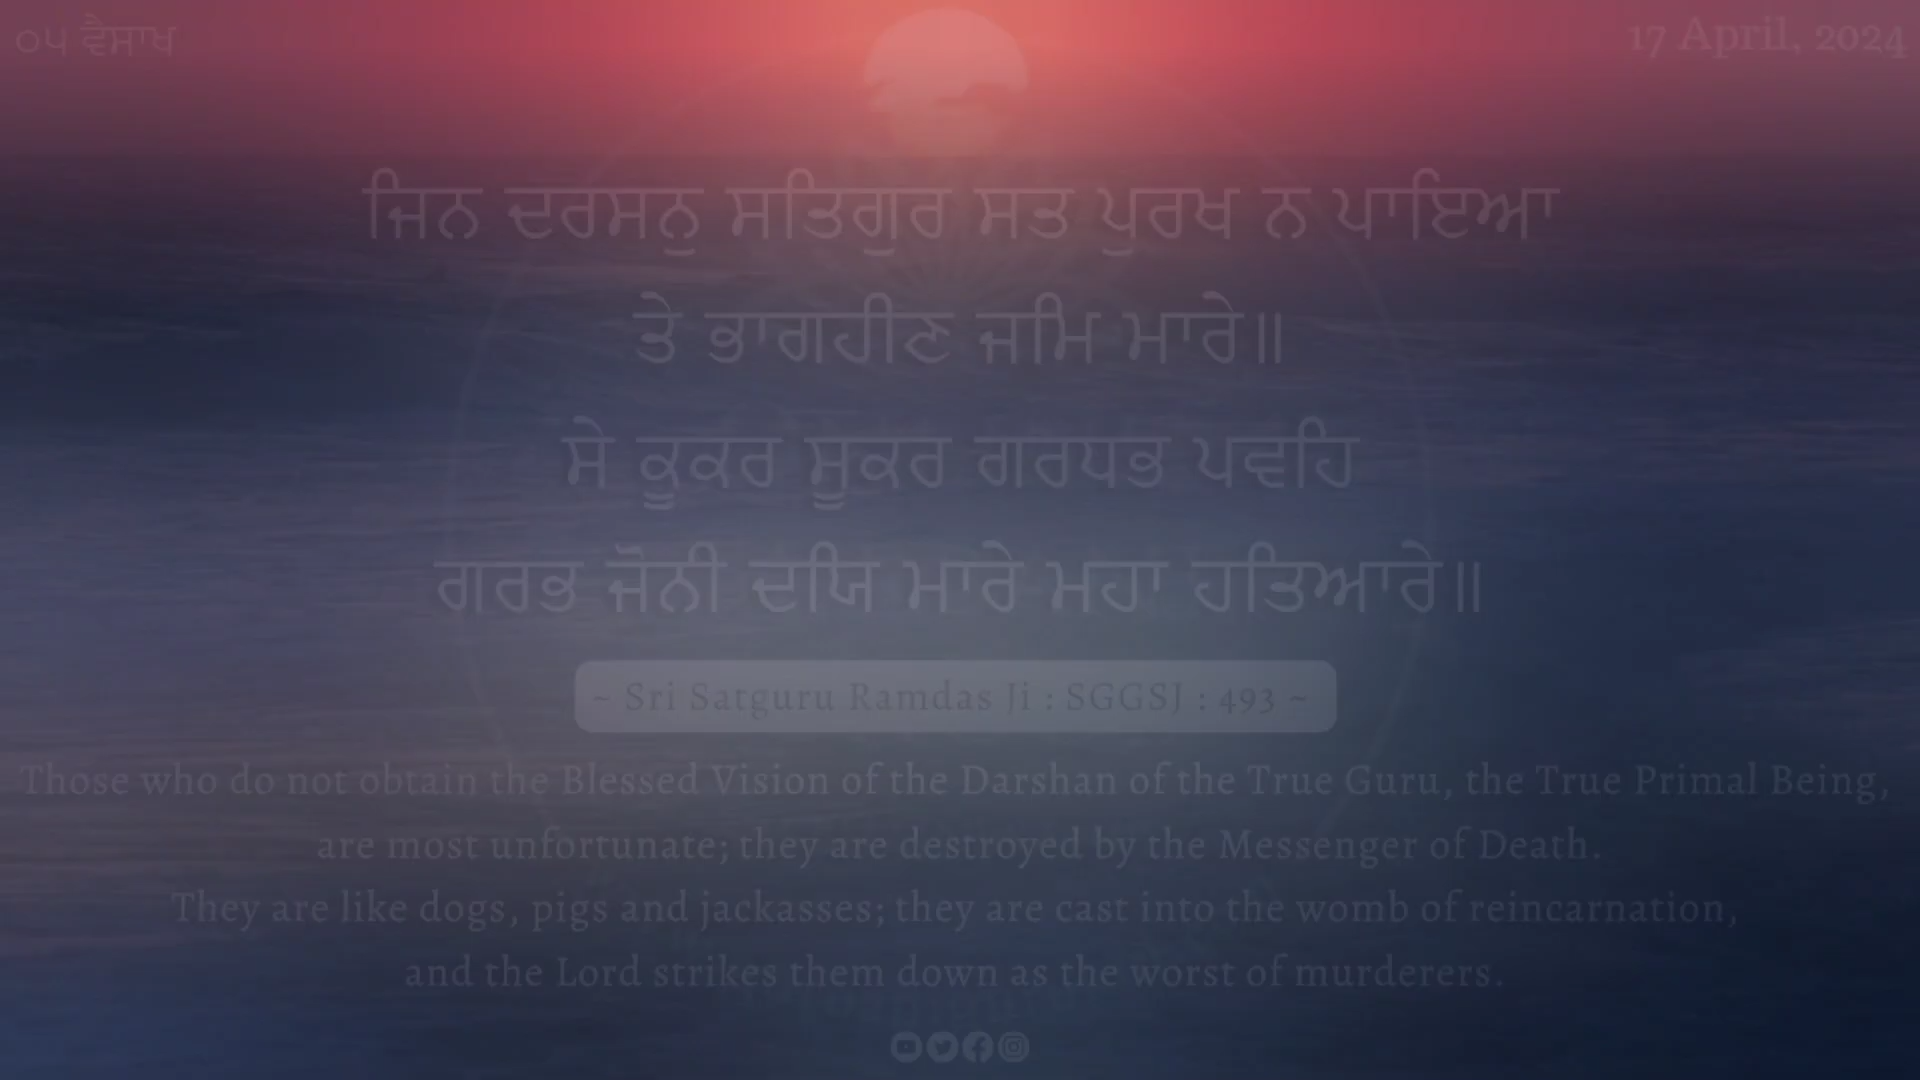 ੦੫ ਵੈਸਾਖ
17 April, 2024
ਜਿਨ ਦਰਸਨੁ ਸਤਿਗੁਰ ਸਤ ਪੁਰਖ ਨ ਪਾਇਆ
ਤੇ ਭਾਗਹੀਣ ਜਮਿ ਮਾਰੇ॥
ਸੇ ਕੂਕਰ ਸੂਕਰ ਗਰਧਭ ਪਵਹਿ
ਗਰਭ ਜੋਨੀ ਦਯਿ ਮਾਰੇ ਮਹਾ ਹਤਿਆਰੇ॥
~ Sri Satguru Ramdas Ji : SGGSJ : 493 ~
Those who do not obtain the Blessed Vision of the Darshan of the True Guru, the True Primal Being,
are most unfortunate; they are destroyed by the Messenger of Death.
They are like dogs, pigs and jackasses; they are cast into the womb of reincarnation,
and the Lord strikes them down as the worst of murderers.